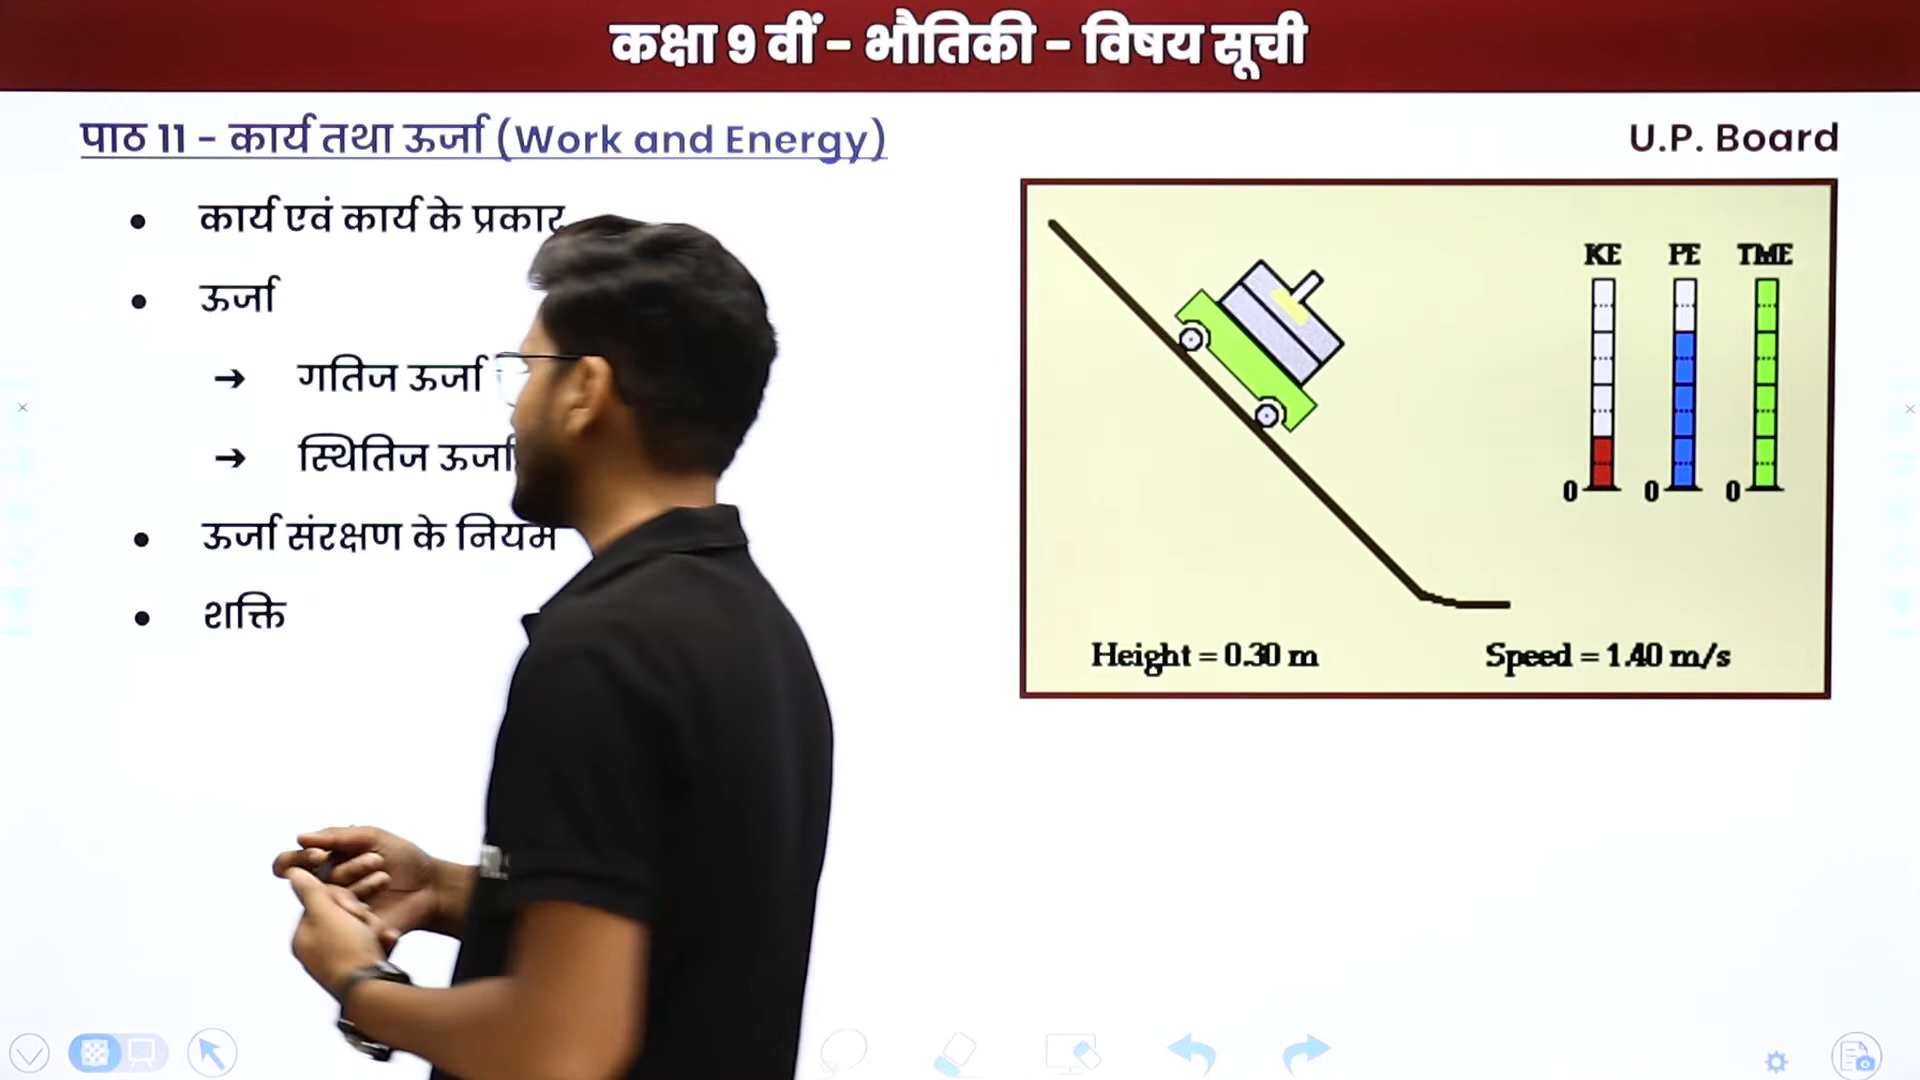 कक्षा 9 वीं - भौतिकी - विषय सूची
पाठ 11 - कार्य तथा ऊर्जा (Work and Energy)
U.P. Board
• कार्य एवं कार्य के प्रकार
• ऊर्जा
→ गतिज ऊर्जा
→ स्थितिज ऊर्जा
• ऊर्जा संरक्षण के नियम
• शक्ति
KE PE TME
0 0 0
Height = 0.30 m
Speed = 1.40 m/s